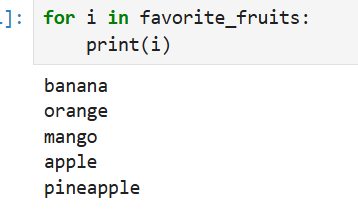 ]: for i in favorite_fruits:
    print(i)
banana
orange
mango
apple
pineapple